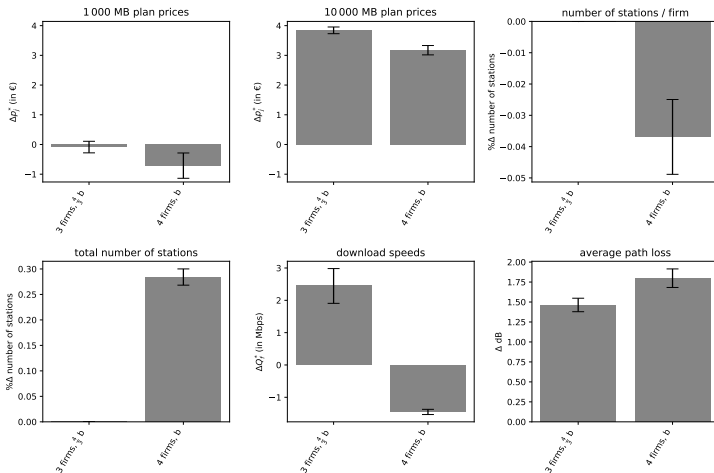 1 000 MB plan prices
Δp*j (in €)
4
3
2
1
0
−1
3 firms, 4/3 b
4 firms, b
10 000 MB plan prices
Δp*j (in €)
4
3
2
1
0
−1
3 firms, 4/3 b
4 firms, b
number of stations / firm
%Δ number of stations
0.00
−0.01
−0.02
−0.03
−0.04
−0.05
3 firms, 4/3 b
4 firms, b
total number of stations
%Δ number of stations
0.30
0.25
0.20
0.15
0.10
0.05
0.00
3 firms, 4/3 b
4 firms, b
download speeds
ΔQ*f (in Mbps)
3
2
1
0
−1
3 firms, 4/3 b
4 firms, b
average path loss
Δ dB
2.00
1.75
1.50
1.25
1.00
0.75
0.50
0.25
0.00
3 firms, 4/3 b
4 firms, b